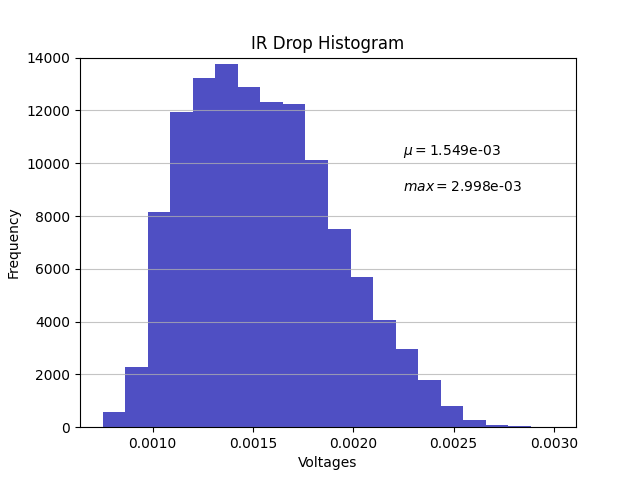 IR Drop Histogram
14000
12000
10000
8000
6000
4000
2000
0
Frequency
μ = 1.549e-03
max = 2.998e-03
0.0010 0.0015 0.0020 0.0025 0.0030
Voltages